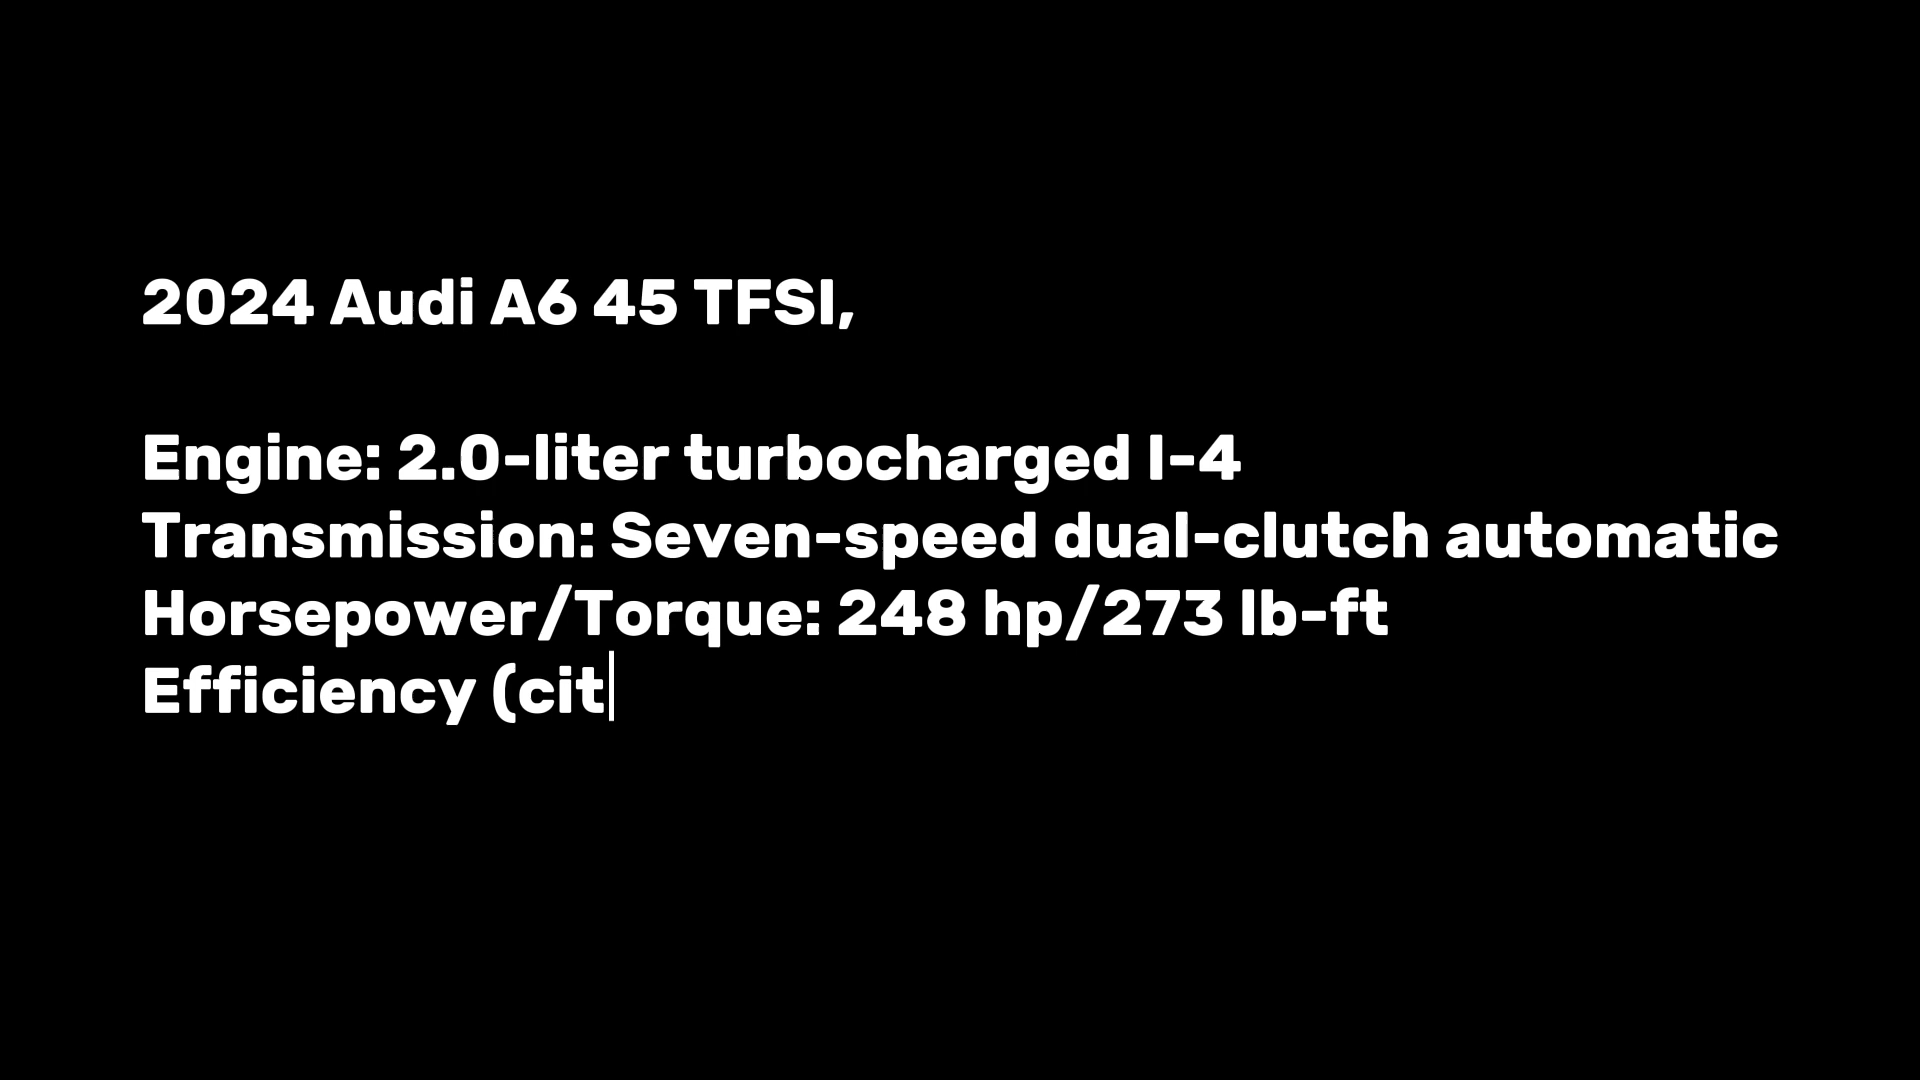 2024 Audi A6 45 TFSI,
Engine: 2.0-liter turbocharged I-4
Transmission: Seven-speed dual-clutch automatic
Horsepower/Torque: 248 hp/273 lb-ft
Efficiency (cit